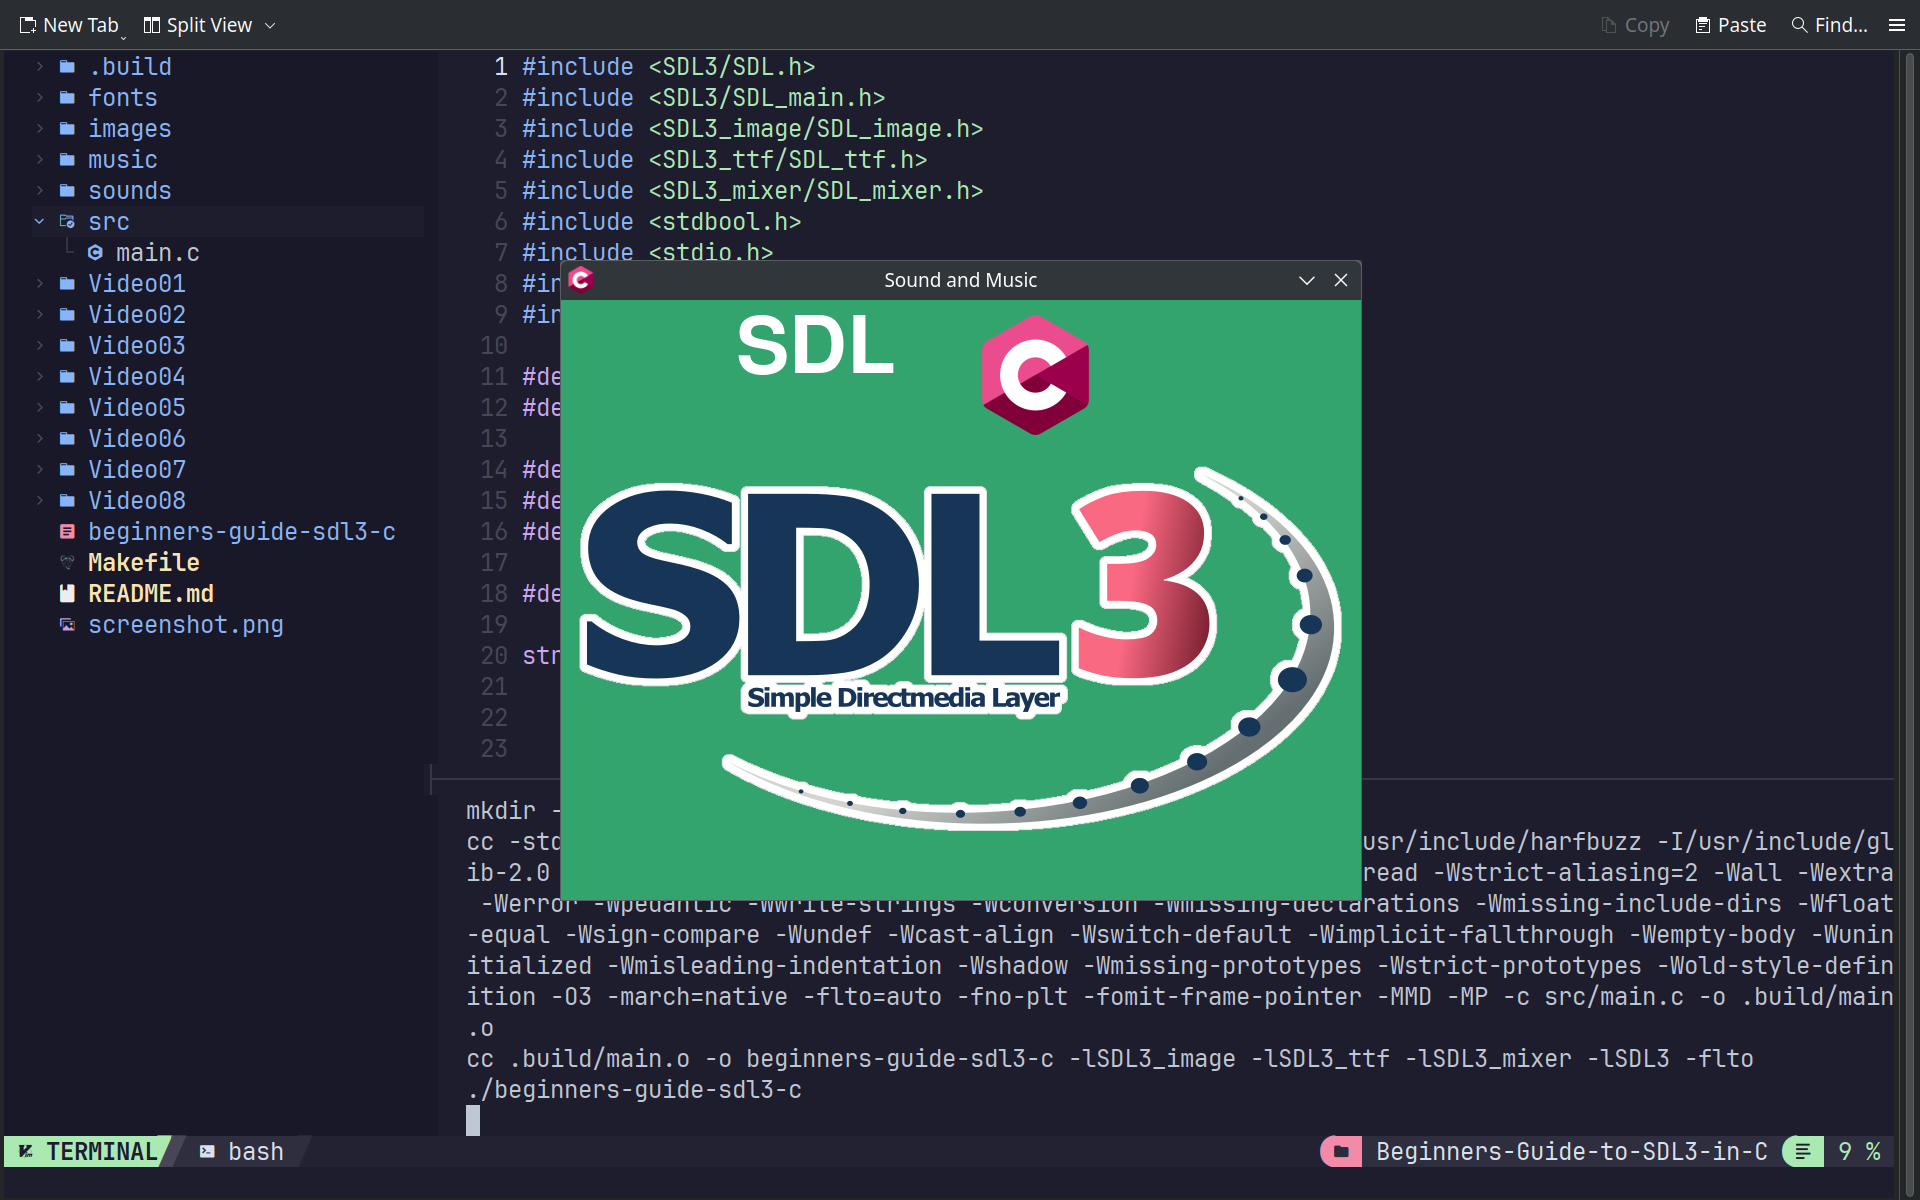 New Tab
Split View
Copy
Paste
Find...
.build
fonts
images
music
sounds
src
main.c
Video01
Video02
Video03
Video04
Video05
Video06
Video07
Video08
beginners-guide-sdl3-c
Makefile
README.md
screenshot.png
1 #include <SDL3/SDL.h>
2 #include <SDL3/SDL_main.h>
3 #include <SDL3_image/SDL_image.h>
4 #include <SDL3_ttf/SDL_ttf.h>
5 #include <SDL3_mixer/SDL_mixer.h>
6 #include <stdbool.h>
7 #include <stdio.h>
8 #in
9 #in
10
11 #de
12 #de
13
14 #de
15 #de
16 #de
17
18 #de
19
20 str
21
22
23
Sound and Music
SDL
C
SDL3
Simple Directmedia Layer
mkdir -
cc -std usr/include/harfbuzz -I/usr/include/gl
ib-2.0 read -Wstrict-aliasing=2 -Wall -Wextra
-Werror -Wpedantic -Wwrite-strings -Wconversion -Wmissing-declarations -Wmissing-include-dirs -Wfloat
-equal -Wsign-compare -Wundef -Wcast-align -Wswitch-default -Wimplicit-fallthrough -Wempty-body -Wunin
itialized -Wmisleading-indentation -Wshadow -Wmissing-prototypes -Wstrict-prototypes -Wold-style-defin
ition -O3 -march=native -flto=auto -fno-plt -fomit-frame-pointer -MMD -MP -c src/main.c -o .build/main
.o
cc .build/main.o -o beginners-guide-sdl3-c -lSDL3_image -lSDL3_ttf -lSDL3_mixer -lSDL3 -flto
./beginners-guide-sdl3-c
TERMINAL
bash
Beginners-Guide-to-SDL3-in-C
9 %